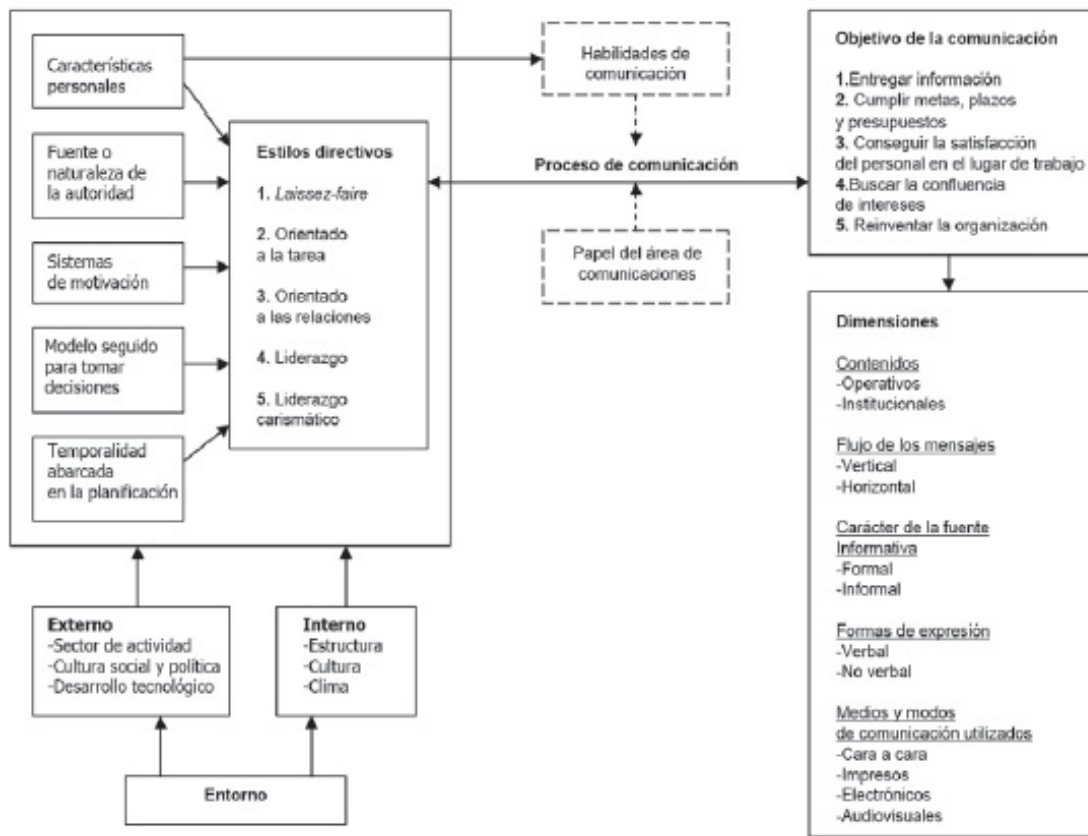 Características
personales
Fuente o
naturaleza de
la autoridad
Sistemas
de motivación
Modelo seguido
para tomar
decisiones
Temporalidad
abarcada
en la planificación
Estilos directivos
1. Laissez-faire
2. Orientado
a la tarea
3. Orientado
a las relaciones
4. Liderazgo
5. Liderazgo
carismático
Habilidades de
comunicación
Proceso de comunicación
Papel del área de
comunicaciones
Objetivo de la comunicación
1.Entregar información
2. Cumplir metas, plazos
y presupuestos
3. Conseguir la satisfacción
del personal en el lugar de trabajo
4.Buscar la confluencia
de intereses
5. Reinventar la organización
Dimensiones
Contenidos
-Operativos
-Institucionales
Flujo de los mensajes
-Vertical
-Horizontal
Carácter de la fuente
Informativa
-Formal
-Informal
Formas de expresión
-Verbal
-No verbal
Medios y modos
de comunicación utilizados
-Cara a cara
-Impresos
-Electrónicos
-Audiovisuales
Externo
-Sector de actividad
-Cultura social y política
-Desarrollo tecnológico
Interno
-Estructura
-Cultura
-Clima
Entorno